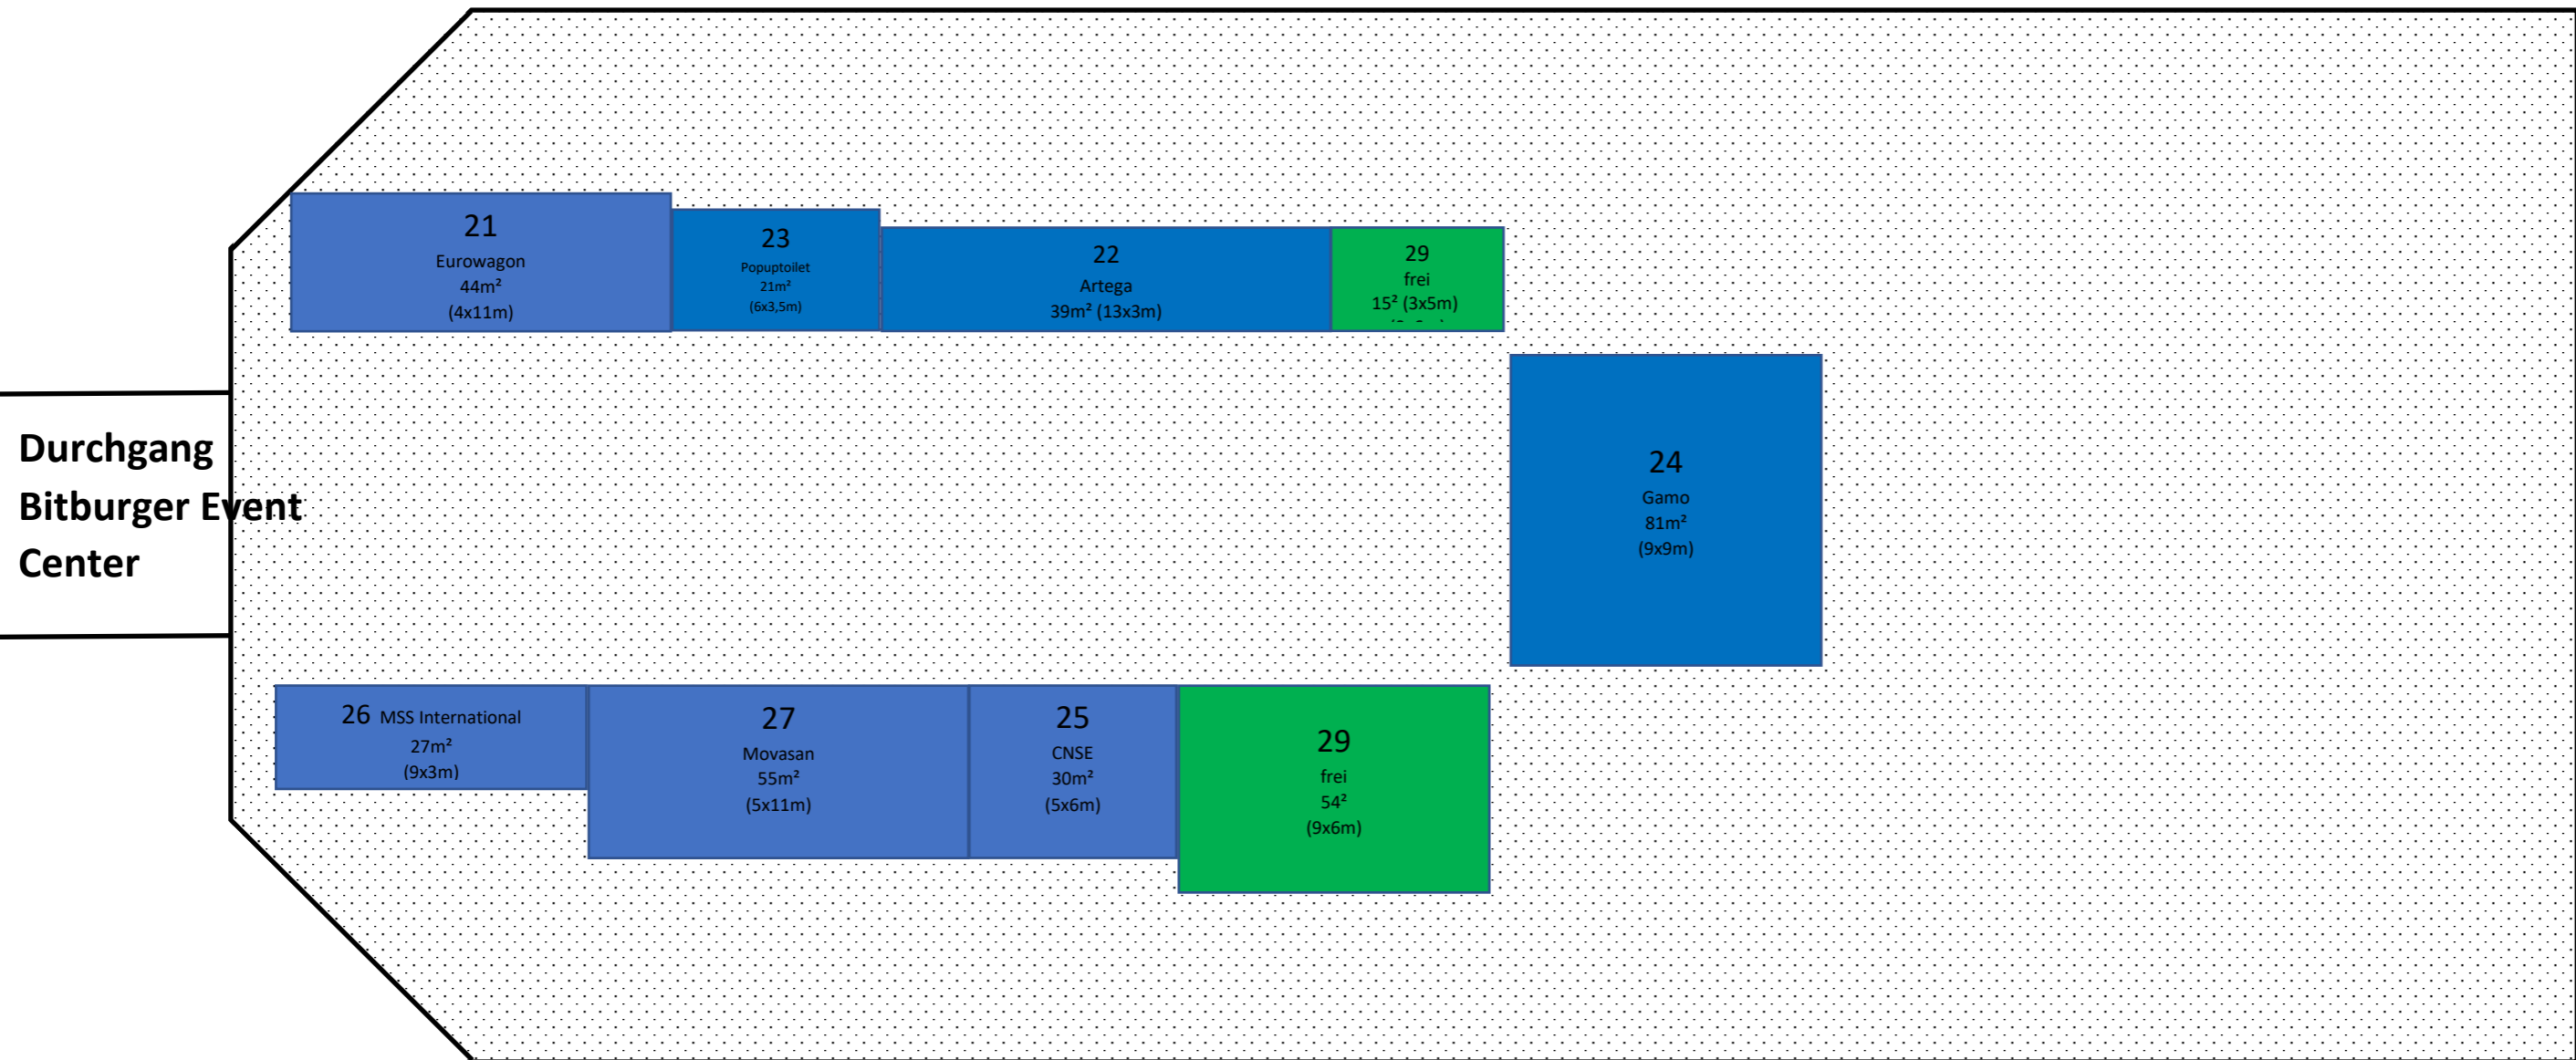 21
Eurowagon
44m²
(4x11m)
23
Popuptoilet
21m²
(6x3,5m)
22
Artega
39m² (13x3m)
29
frei
15² (3x5m)
Durchgang
Bitburger Event
Center
24
Gamo
81m²
(9x9m)
26 MSS International
27m²
(9x3m)
27
Movasan
55m²
(5x11m)
25
CNSE
30m²
(5x6m)
29
frei
54²
(9x6m)